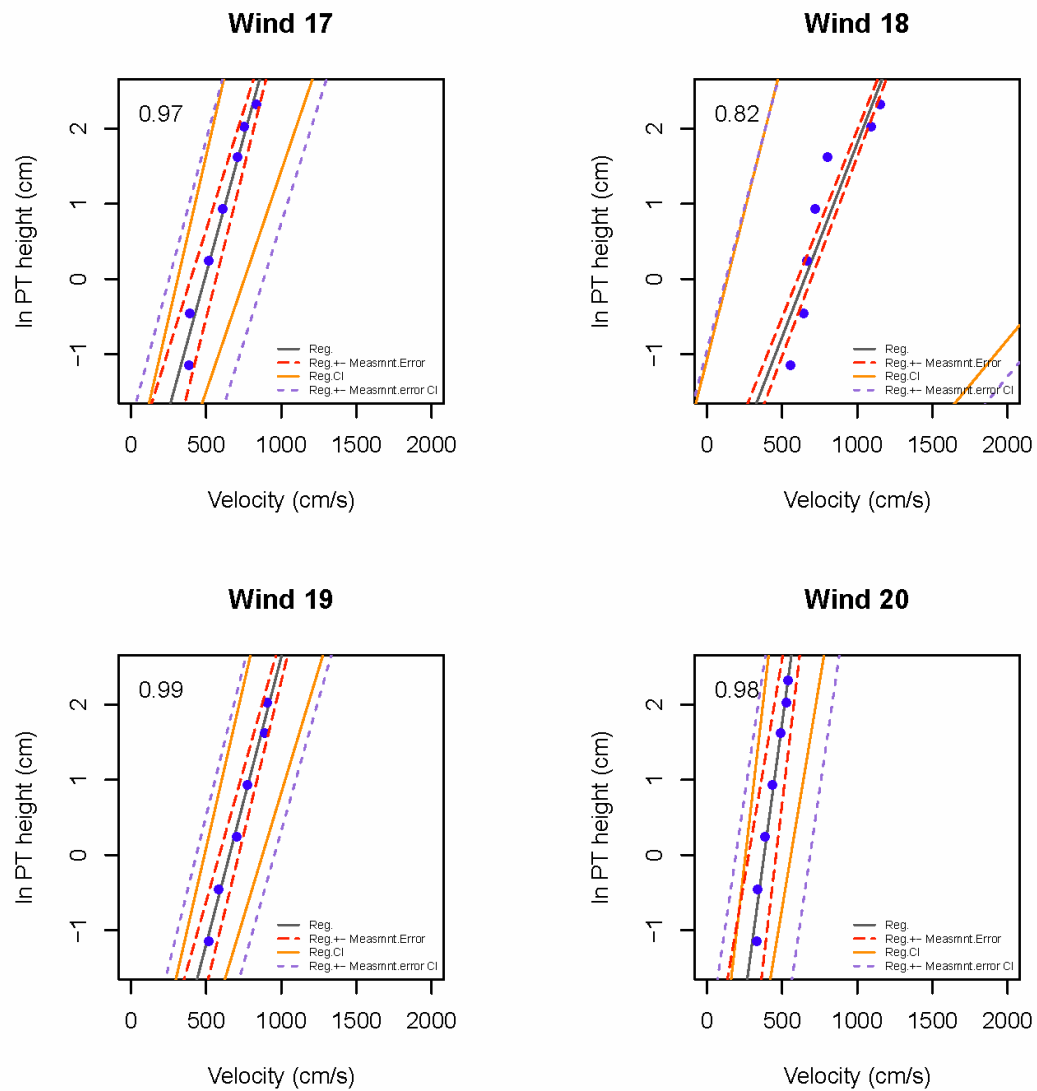 Wind 17
0.97
2
1
0
−1
ln PT height (cm)
Reg.
Reg.+− Measmnt.Error
Reg.CI
Reg.+− Measmnt.error CI
0 500 1000 1500 2000
Velocity (cm/s)
Wind 18
0.82
2
1
0
−1
ln PT height (cm)
Reg.
Reg.+− Measmnt.Error
Reg.CI
Reg.+− Measmnt.error CI
0 500 1000 1500 2000
Velocity (cm/s)
Wind 19
0.99
2
1
0
−1
ln PT height (cm)
Reg.
Reg.+− Measmnt.Error
Reg.CI
Reg.+− Measmnt.error CI
0 500 1000 1500 2000
Velocity (cm/s)
Wind 20
0.98
2
1
0
−1
ln PT height (cm)
Reg.
Reg.+− Measmnt.Error
Reg.CI
Reg.+− Measmnt.error CI
0 500 1000 1500 2000
Velocity (cm/s)